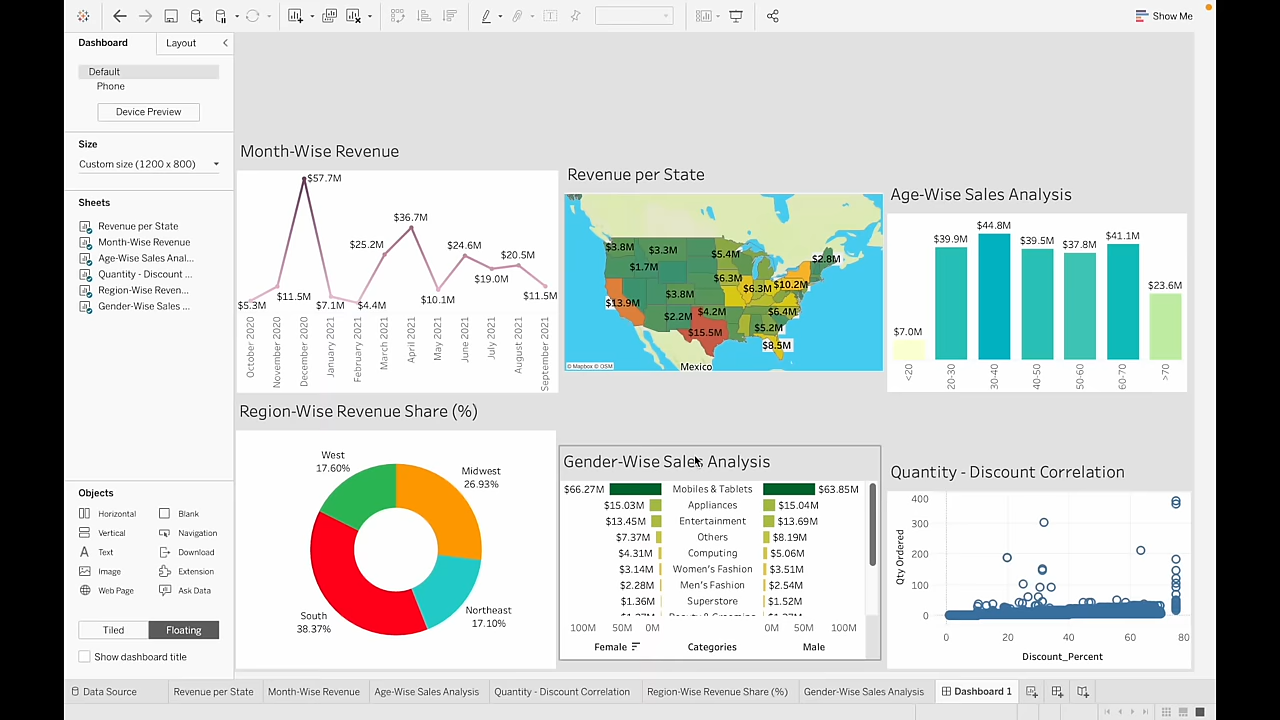 Show Me
Dashboard
Layout
Default
Phone
Device Preview
Size
Custom size (1200 x 800)
Sheets
Revenue per State
Month-Wise Revenue
Age-Wise Sales Anal...
Quantity - Discount ...
Region-Wise Reven...
Gender-Wise Sales ...
Objects
Horizontal
Blank
Vertical
Navigation
Text
Download
Image
Extension
Web Page
Ask Data
Tiled
Floating
Show dashboard title
Month-Wise Revenue
$57.7M
$36.7M
$25.2M
$24.6M
$20.5M
$19.0M
$11.5M
$10.1M
$11.5M
$5.3M
$7.1M
$4.4M
October 2020
November 2020
December 2020
January 2021
February 2021
March 2021
April 2021
May 2021
June 2021
July 2021
August 2021
September 2021
Revenue per State
$3.8M
$3.3M
$5.4M
$2.8M
$1.7M
$6.3M
$6.3M
$10.2M
$13.9M
$3.8M
$2.2M
$4.2M
$6.4M
$15.5M
$5.2M
$8.5M
Mexico
© Mapbox © OSM
Age-Wise Sales Analysis
$7.0M
$39.9M
$44.8M
$39.5M
$37.8M
$41.1M
$23.6M
<20
20-30
30-40
40-50
50-60
60-70
>70
Region-Wise Revenue Share (%)
West
17.60%
Midwest
26.93%
South
38.37%
Northeast
17.10%
Gender-Wise Sales Analysis
$66.27M Mobiles & Tablets $63.85M
$15.03M Appliances $15.04M
$13.45M Entertainment $13.69M
$7.37M Others $8.19M
$4.31M Computing $5.06M
$3.14M Women's Fashion $3.51M
$2.28M Men's Fashion $2.54M
$1.36M Superstore $1.52M
100M 50M 0M 0M 50M 100M
Female Categories Male
Quantity - Discount Correlation
Qty Ordered
400
300
200
100
0
0 20 40 60 80
Discount_Percent
Data Source
Revenue per State
Month-Wise Revenue
Age-Wise Sales Analysis
Quantity - Discount Correlation
Region-Wise Revenue Share (%)
Gender-Wise Sales Analysis
Dashboard 1